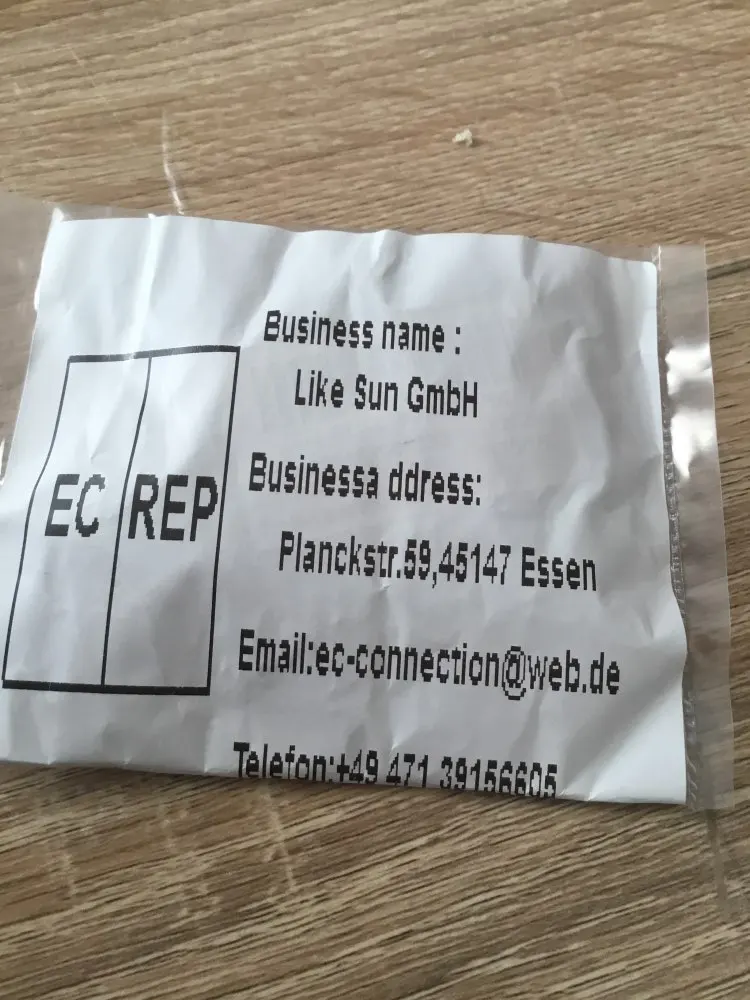 Business name :
Like Sun GmbH
EC REP
Businessa ddress:
Planckstr.59,45147 Essen
Email:ec-connection@web.de
Telefon:+49 471 39156605